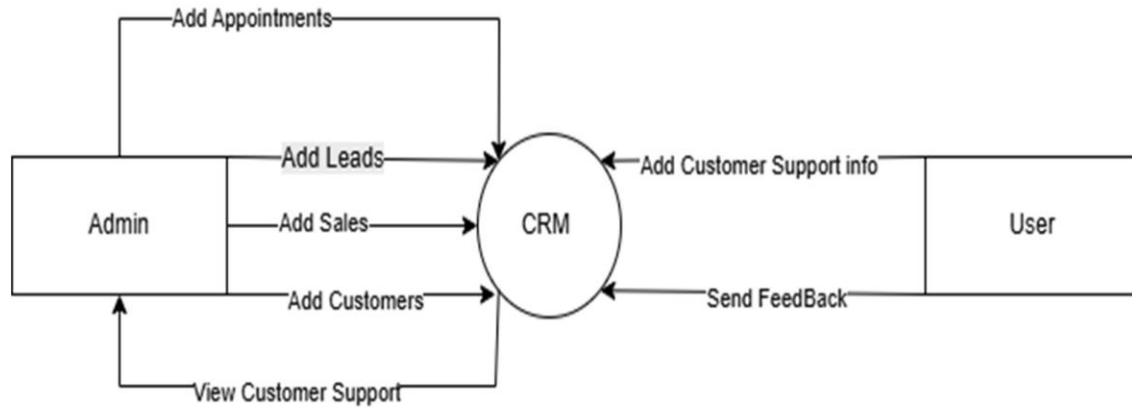 Add Appointments
Add Leads
Add Customer Support info
Admin
Add Sales
CRM
User
Add Customers
Send FeedBack
View Customer Support